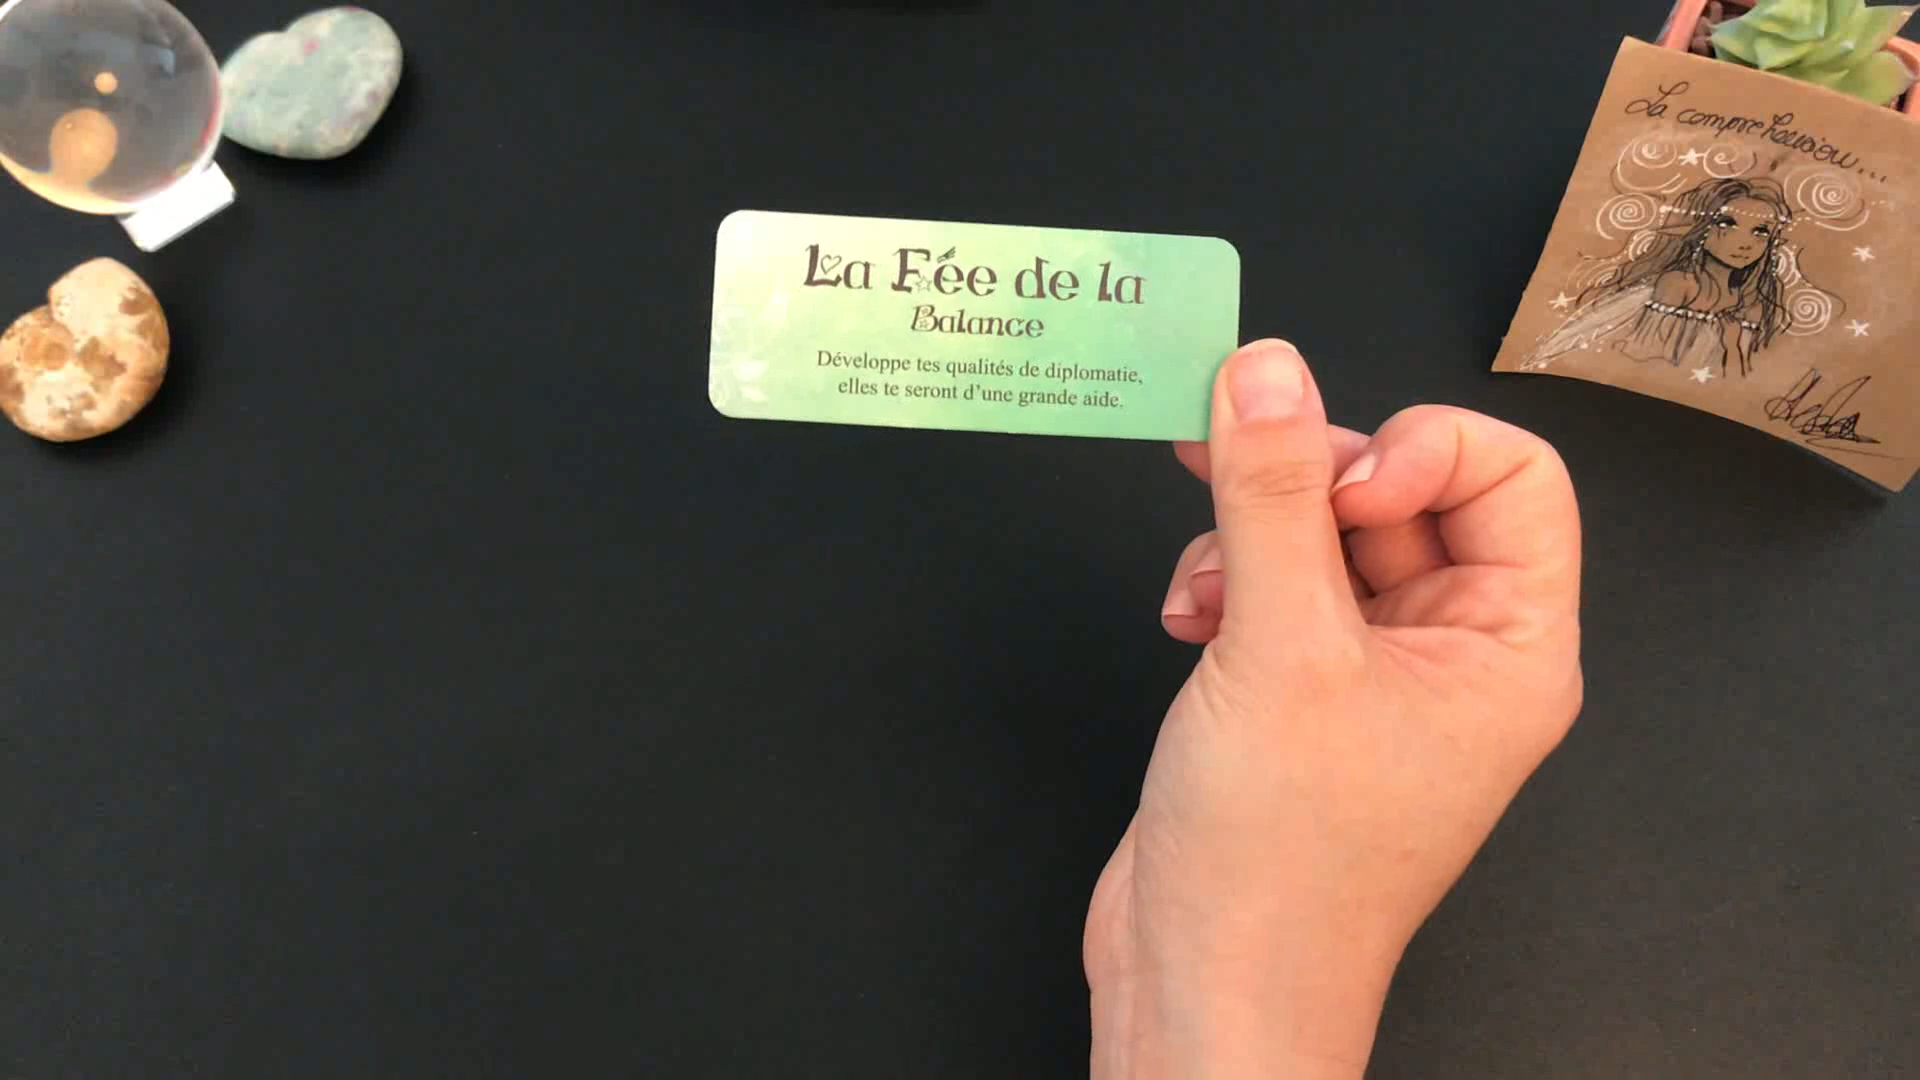 La Fée de la
Balance
Développe tes qualités de diplomatie,
elles te seront d'une grande aide.
La compréhension...